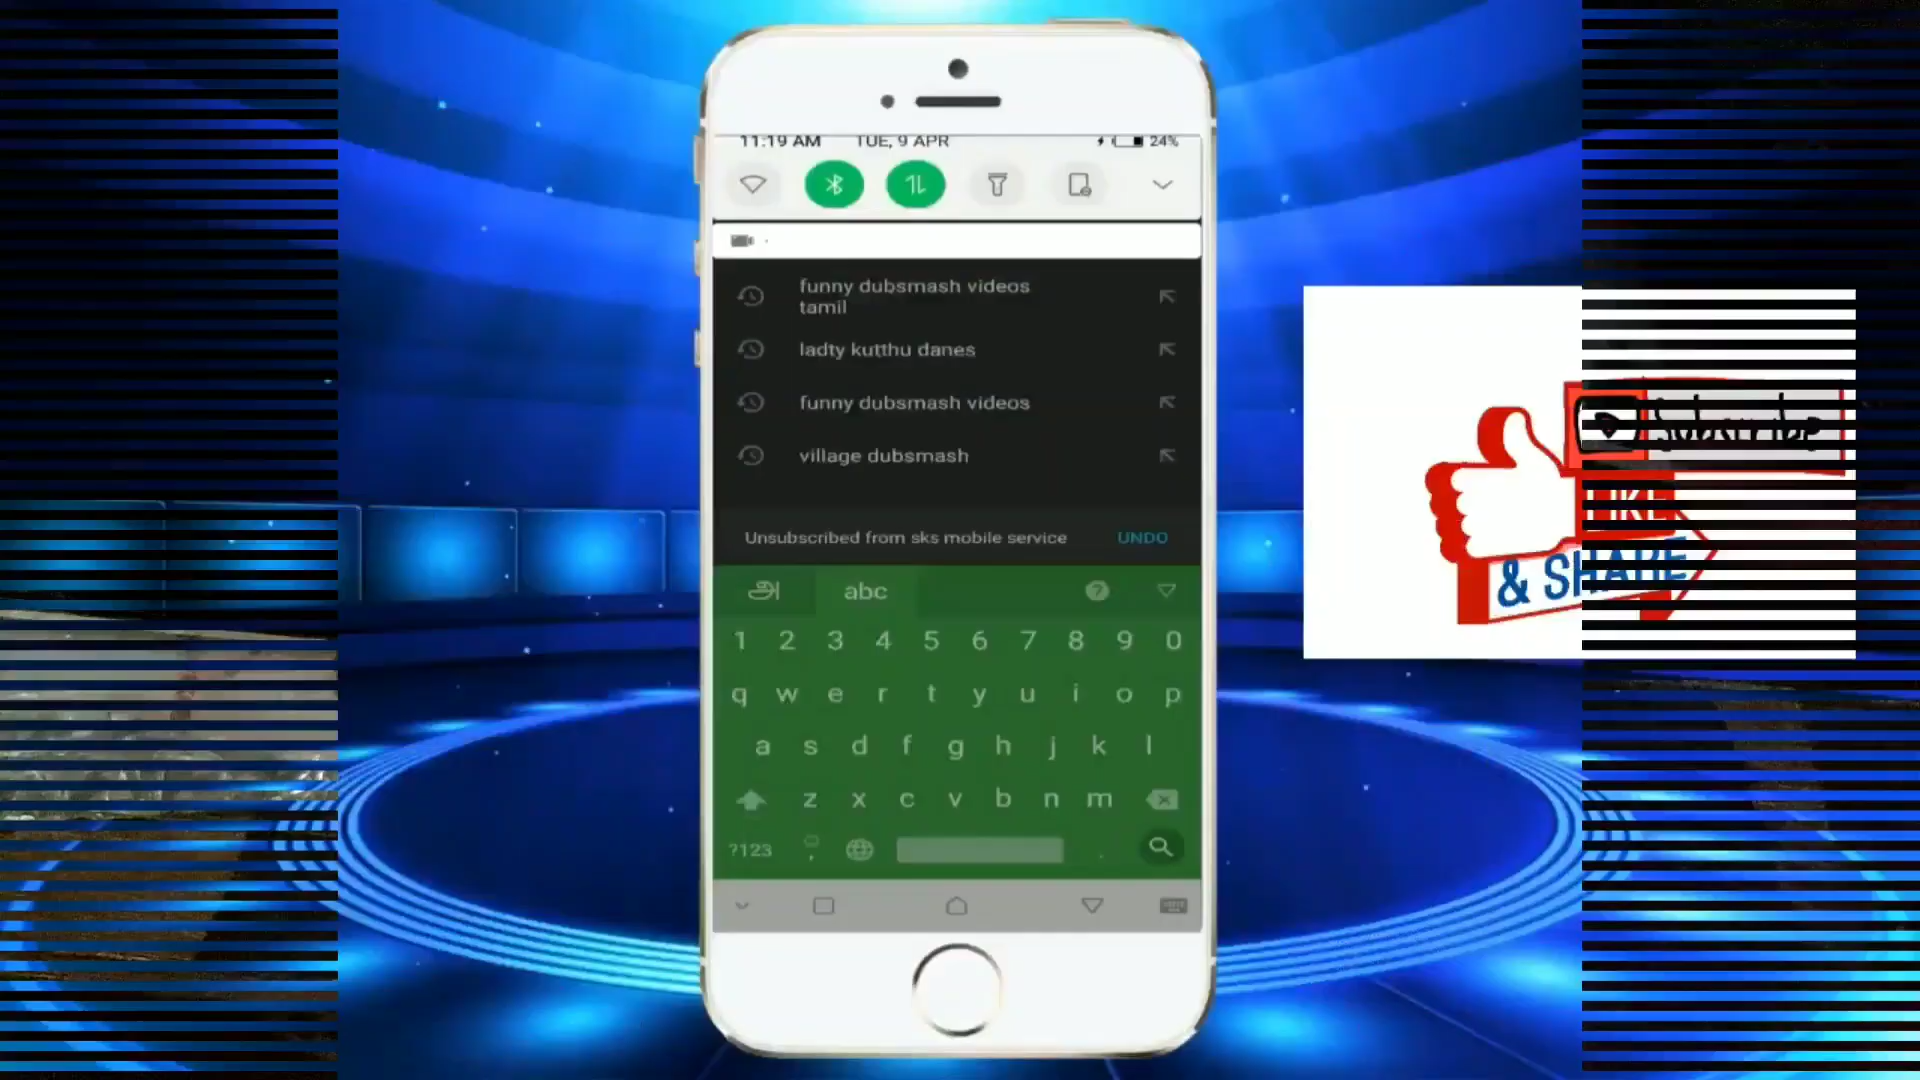 11:19 AM TUE, 9 APR 24%
funny dubsmash videos
tamil
ladty kutthu danes
funny dubsmash videos
village dubsmash
Unsubscribed from sks mobile service UNDO
அ abc
1 2 3 4 5 6 7 8 9 0
q w e r t y u i o p
a s d f g h j k l
z x c v b n m
?123 , .
Subscribe
LIKE
& SHARE